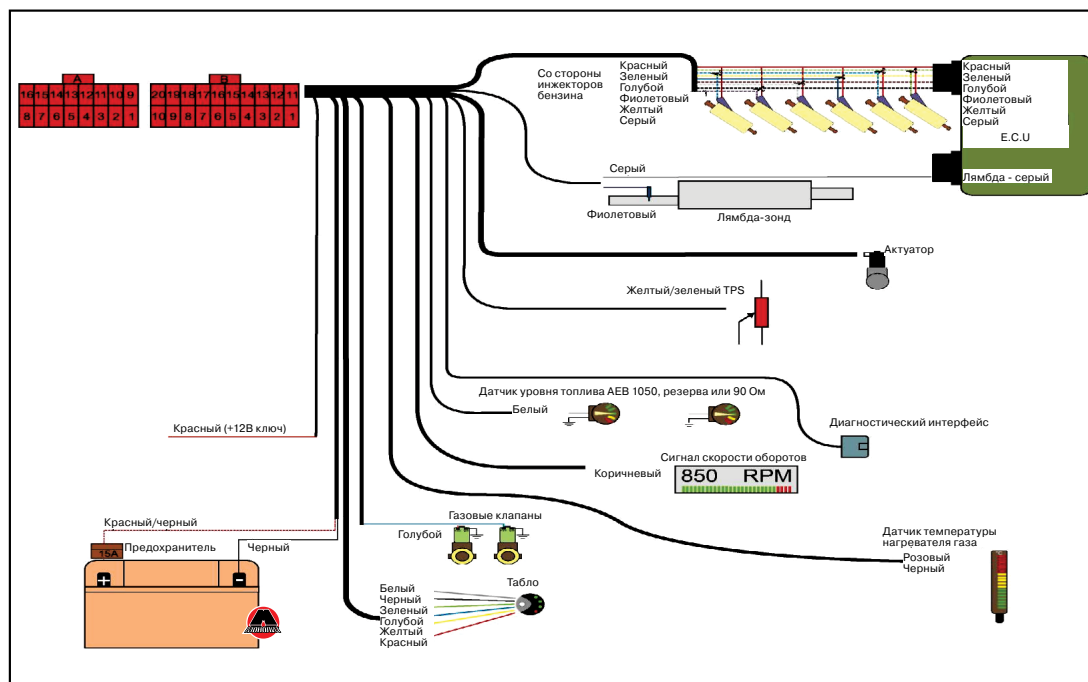 A
B
16 15 14 13 12 11 10 9
8 7 6 5 4 3 2 1
20 19 18 17 16 15 14 13 12 11
10 9 8 7 6 5 4 3 2 1
Со стороны
инжекторов
бензина
Красный
Зеленый
Голубой
Фиолетовый
Желтый
Серый
Красный
Зеленый
Голубой
Фиолетовый
Желтый
Серый
E.C.U
Серый
Лямбда - серый
Фиолетовый
Лямбда-зонд
Актуатор
Желтый/зеленый TPS
Датчик уровня топлива АЕВ 1050, резерва или 90 Ом
Белый
Диагностический интерфейс
Красный (+12В ключ)
Сигнал скорости оборотов
Коричневый
850 RPM
Красный/черный
Газовые клапаны
Голубой
Предохранитель
15A
Черный
+
-
Датчик температуры
нагревателя газа
Розовый
Черный
Табло
Белый
Черный
Зеленый
Голубой
Желтый
Красный